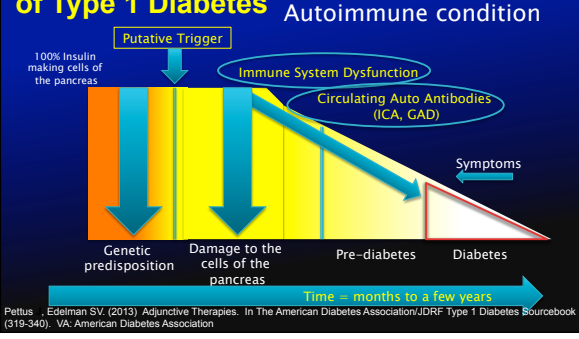 of Type 1 Diabetes
Autoimmune condition
Putative Trigger
100% Insulin
making cells of
the pancreas
Immune System Dysfunction
Circulating Auto Antibodies
(ICA, GAD)
Symptoms
Genetic
predisposition
Damage to the
cells of the
pancreas
Pre-diabetes
Diabetes
Time = months to a few years
Pettus , Edelman SV. (2013) Adjunctive Therapies. In The American Diabetes Association/JDRF Type 1 Diabetes Sourcebook
(319-340). VA: American Diabetes Association